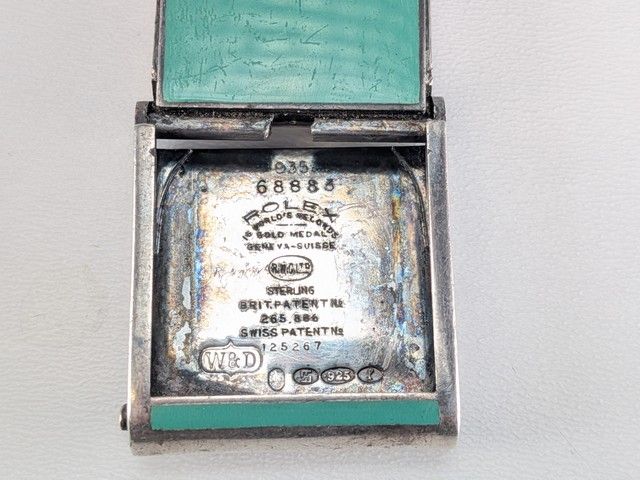 935
68883
ROLEX
15 WORLD'S RECORDS
GOLD MEDAL
GENEVA-SUISSE
R.W.C. LTD
STERLING
BRIT. PATENT No
265,886
SWISS PATENT No
125267
W&D
925